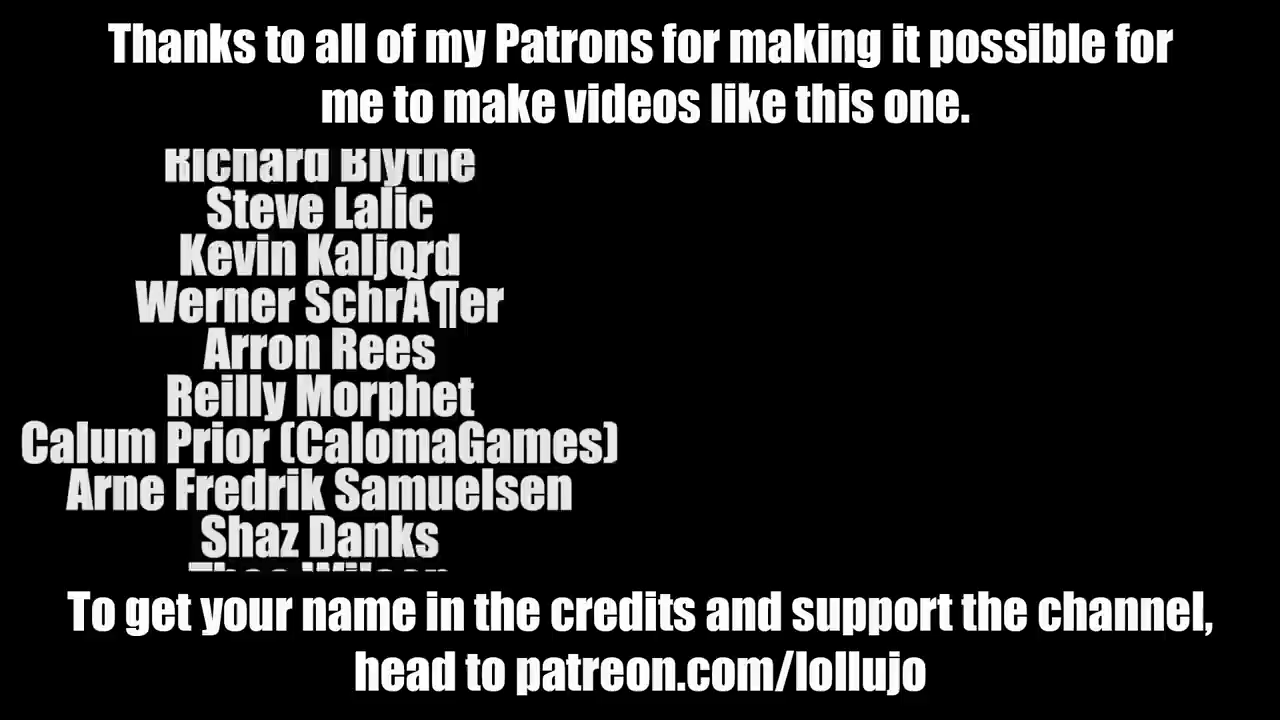 Thanks to all of my Patrons for making it possible for
me to make videos like this one.
Richard Blythe
Steve Lalic
Kevin Kaljord
Werner SchrÃ¶er
Arron Rees
Reilly Morphet
Calum Prior (CalomaGames)
Arne Fredrik Samuelsen
Shaz Danks
To get your name in the credits and support the channel,
head to patreon.com/lollujo